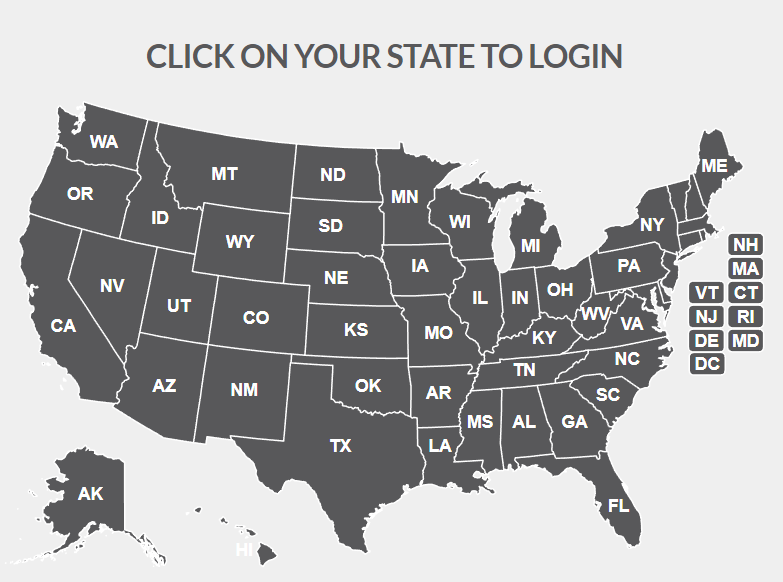 CLICK ON YOUR STATE TO LOGIN
WA
MT
ND
ME
OR
MN
ID
SD
WI
NY
WY
MI
NH
IA
PA
MA
NV
NE
UT
IL
IN
OH
VT
CT
CO
WV
NJ
RI
CA
KS
MO
KY
VA
DE
MD
NC
DC
TN
AZ
NM
OK
AR
SC
MS
AL
GA
TX
LA
AK
FL
HI